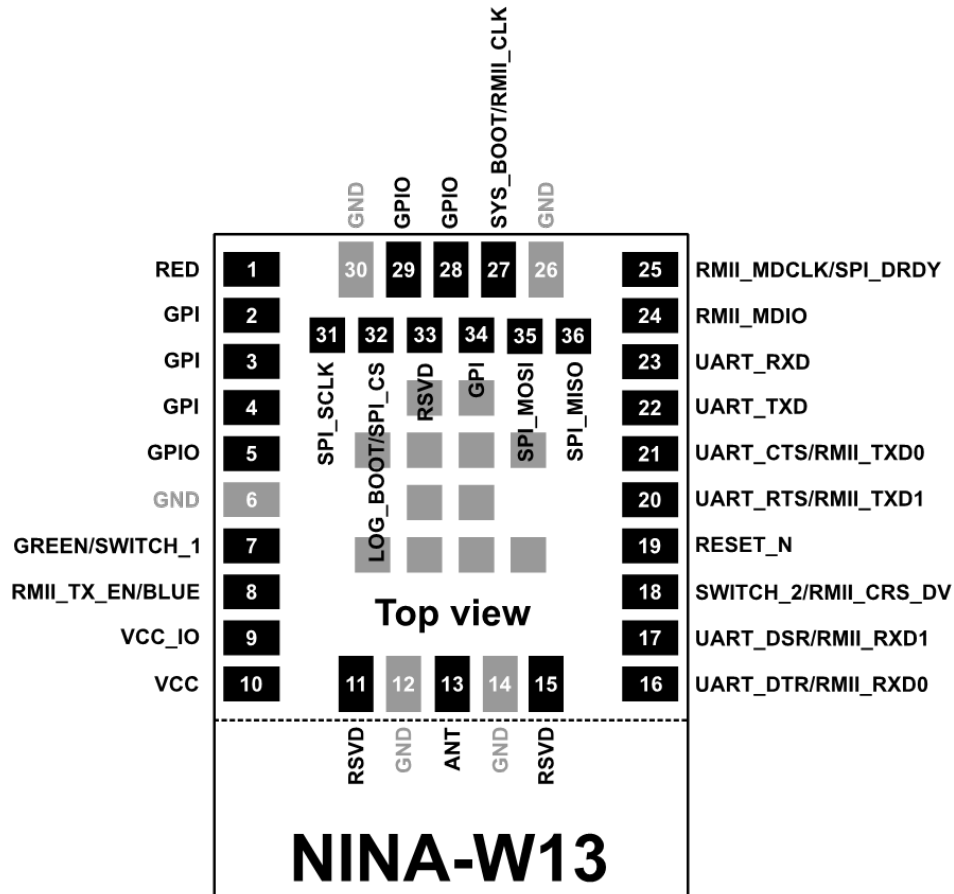 SYS_BOOT/RMII_CLK
GND
GPIO
GPIO
GND
RED 1
30 29 28 27 26
25 RMII_MDCLK/SPI_DRDY
GPI 2
24 RMII_MDIO
31 32 33 34 35 36
GPI 3
23 UART_RXD
SPI_SCLK
LOG_BOOT/SPI_CS
RSVD
GPI
SPI_MOSI
SPI_MISO
GPI 4
22 UART_TXD
GPIO 5
21 UART_CTS/RMII_TXD0
GND 6
20 UART_RTS/RMII_TXD1
GREEN/SWITCH_1 7
19 RESET_N
RMII_TX_EN/BLUE 8
18 SWITCH_2/RMII_CRS_DV
Top view
VCC_IO 9
17 UART_DSR/RMII_RXD1
VCC 10
11 12 13 14 15
16 UART_DTR/RMII_RXD0
RSVD
GND
ANT
GND
RSVD
NINA-W13